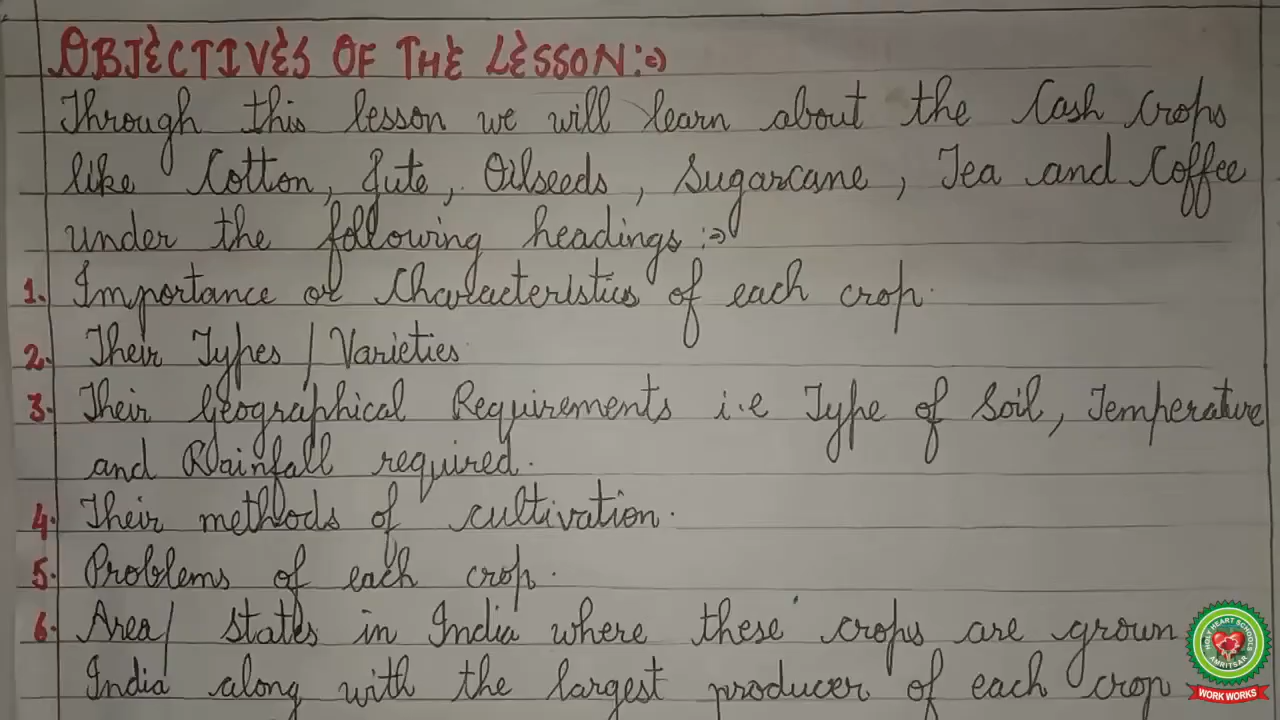 OBJECTIVES OF THE LESSON:⇒
Through this lesson we will learn about the Cash Crops
like Cotton, Jute, Oilseeds, Sugarcane, Tea and Coffee
under the following headings:⇒
1. Importance or Characteristics of each crop.
2. Their Types/Varieties
3. Their Geographical Requirements i.e Type of Soil, Temperature
and Rainfall required.
4. Their methods of cultivation.
5. Problems of each crop.
6. Area/ states in India where these crops are grown
India along with the largest producer of each crop
HOLY HEART SCHOOLS
AMRITSAR
WORK WORKS